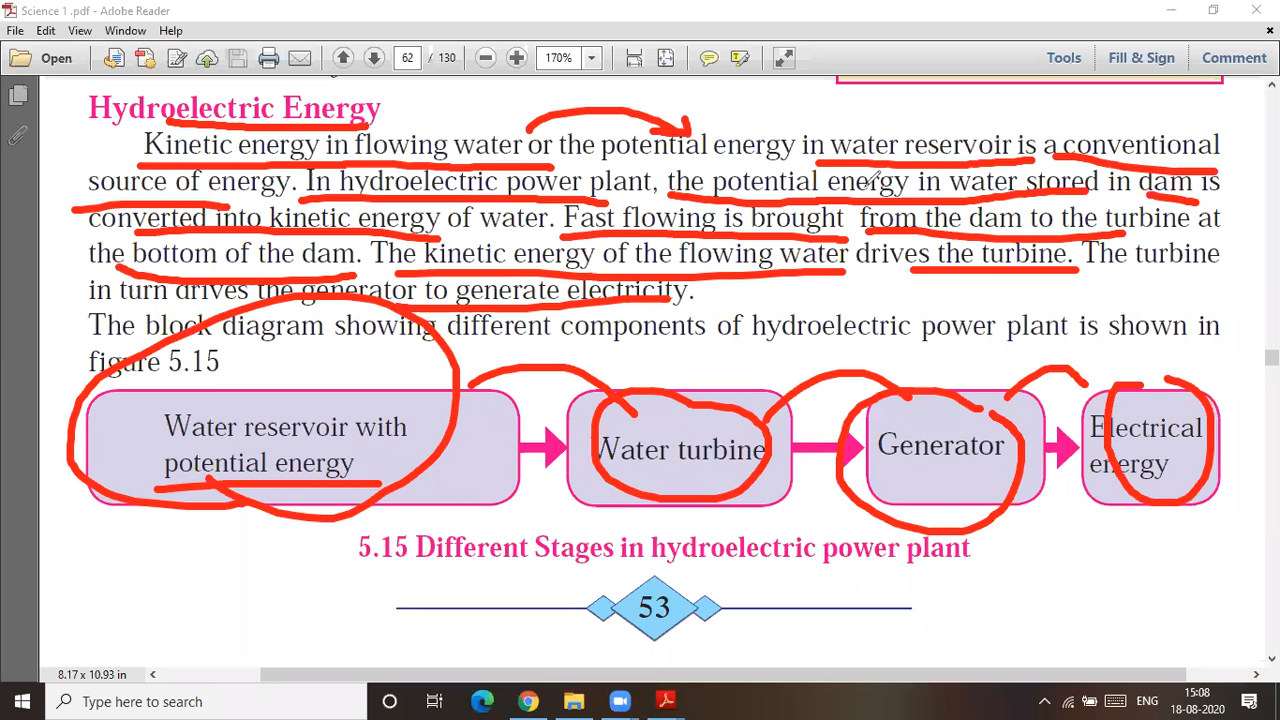 Science 1 .pdf - Adobe Reader
File Edit View Window Help
Open 62 / 130 170% Tools Fill & Sign Comment
Hydroelectric Energy
Kinetic energy in flowing water or the potential energy in water reservoir is a conventional
source of energy. In hydroelectric power plant, the potential energy in water stored in dam is
converted into kinetic energy of water. Fast flowing is brought from the dam to the turbine at
the bottom of the dam. The kinetic energy of the flowing water drives the turbine. The turbine
in turn drives the generator to generate electricity.
The block diagram showing different components of hydroelectric power plant is shown in
figure 5.15
Water reservoir with
potential energy
Water turbine
Generator
Electrical
energy
5.15 Different Stages in hydroelectric power plant
53
8.17 x 10.93 in
Type here to search
ENG
15:08
18-08-2020